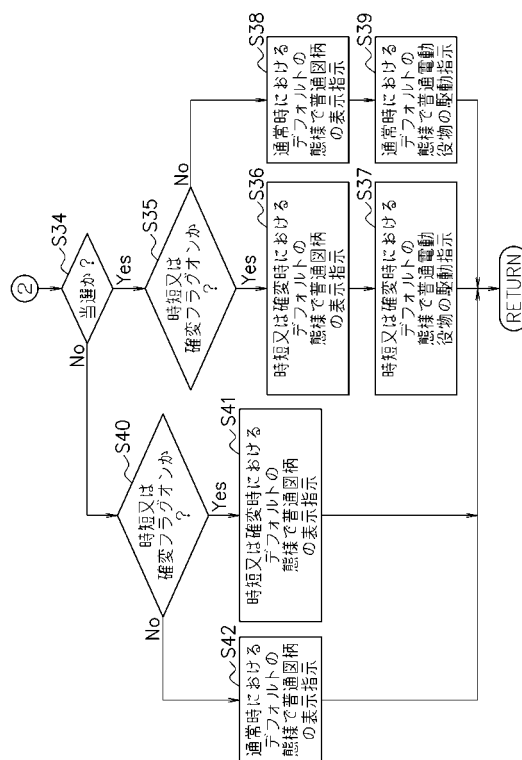 ②
S34
当選か？
No
Yes
S35
時短又は
確変フラグオンか
？
No
Yes
S36
時短又は確変時における
デフォルトの
態様で普通図柄
の表示指示
S37
時短又は確変時における
デフォルトの
態様で普通電動
役物の駆動指示
S38
通常時における
デフォルトの
態様で普通図柄
の表示指示
S39
通常時における
デフォルトの
態様で普通電動
役物の駆動指示
S40
時短又は
確変フラグオンか
？
No
Yes
S41
時短又は確変時における
デフォルトの
態様で普通図柄
の表示指示
S42
通常時における
デフォルトの
態様で普通図柄
の表示指示
RETURN